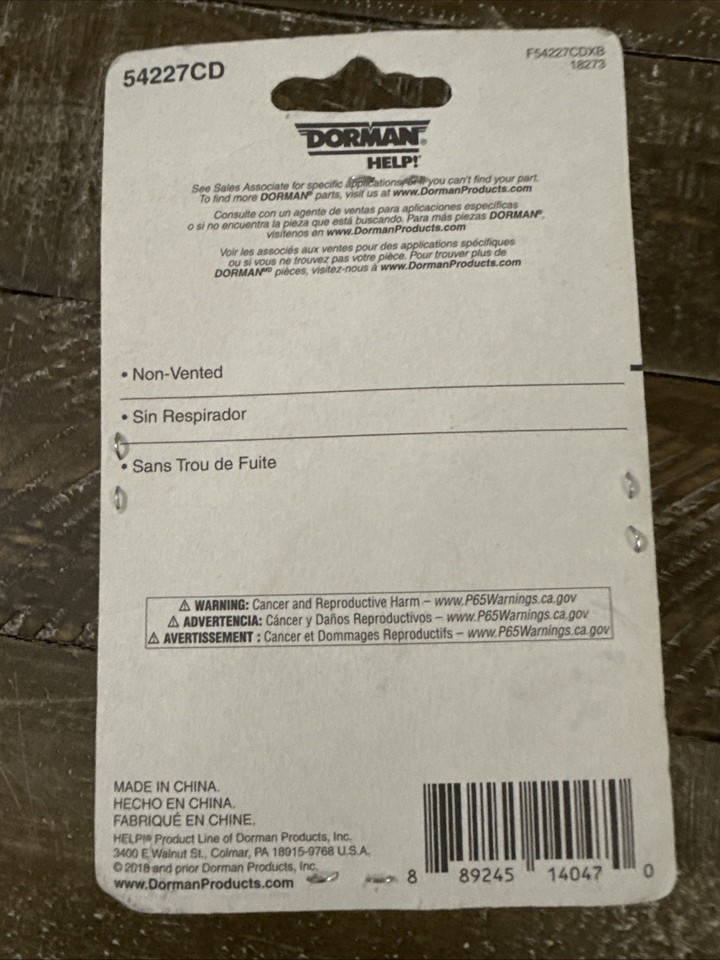 54227CD
F54227CDXB
18273
DORMAN®
HELP!®
See Sales Associate for specific applications, or if you can't find your part.
To find more DORMAN® parts, visit us at www.DormanProducts.com
Consulte con un agente de ventas para aplicaciones específicas
o si no encuentra la pieza que está buscando. Para más piezas DORMAN®,
visítenos en www.DormanProducts.com
Voir les associés aux ventes pour des applications spécifiques
ou si vous ne trouvez pas votre pièce. Pour trouver plus de
DORMANMD pièces, visitez-nous à www.DormanProducts.com
• Non-Vented
• Sin Respirador
• Sans Trou de Fuite
⚠ WARNING: Cancer and Reproductive Harm – www.P65Warnings.ca.gov
⚠ ADVERTENCIA: Cáncer y Daños Reproductivos – www.P65Warnings.ca.gov
⚠ AVERTISSEMENT : Cancer et Dommages Reproductifs – www.P65Warnings.ca.gov
MADE IN CHINA.
HECHO EN CHINA.
FABRIQUÉ EN CHINE.
HELP!® Product Line of Dorman Products, Inc.
3400 E Walnut St., Colmar, PA 18915-9768 U.S.A.
© 2018 and prior Dorman Products, Inc.
www.DormanProducts.com
8 89245 14047 0